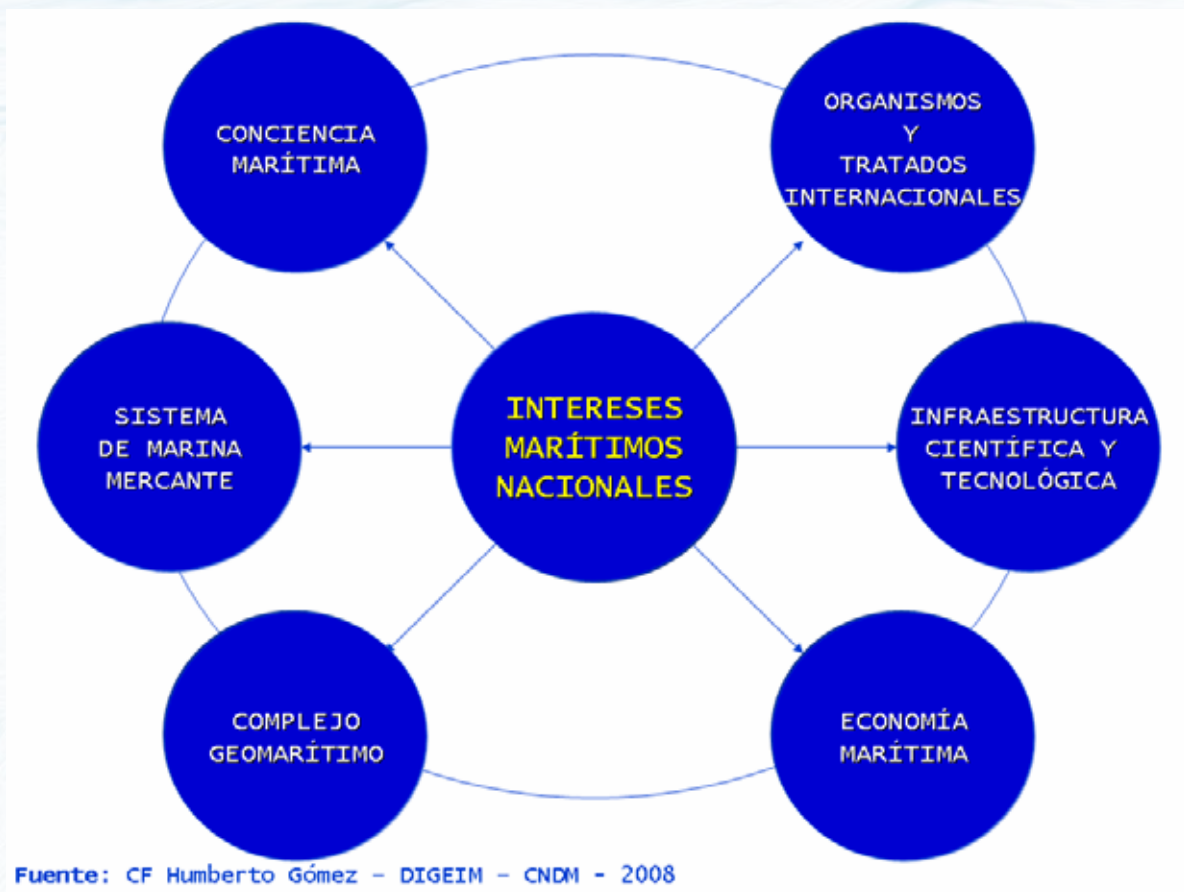 CONCIENCIA
MARÍTIMA
ORGANISMOS
Y
TRATADOS
INTERNACIONALES
SISTEMA
DE MARINA
MERCANTE
INTERESES
MARÍTIMOS
NACIONALES
INFRAESTRUCTURA
CIENTÍFICA Y
TECNOLÓGICA
COMPLEJO
GEOMARÍTIMO
ECONOMÍA
MARÍTIMA
Fuente: CF Humberto Gómez – DIGEIM – CNDM - 2008